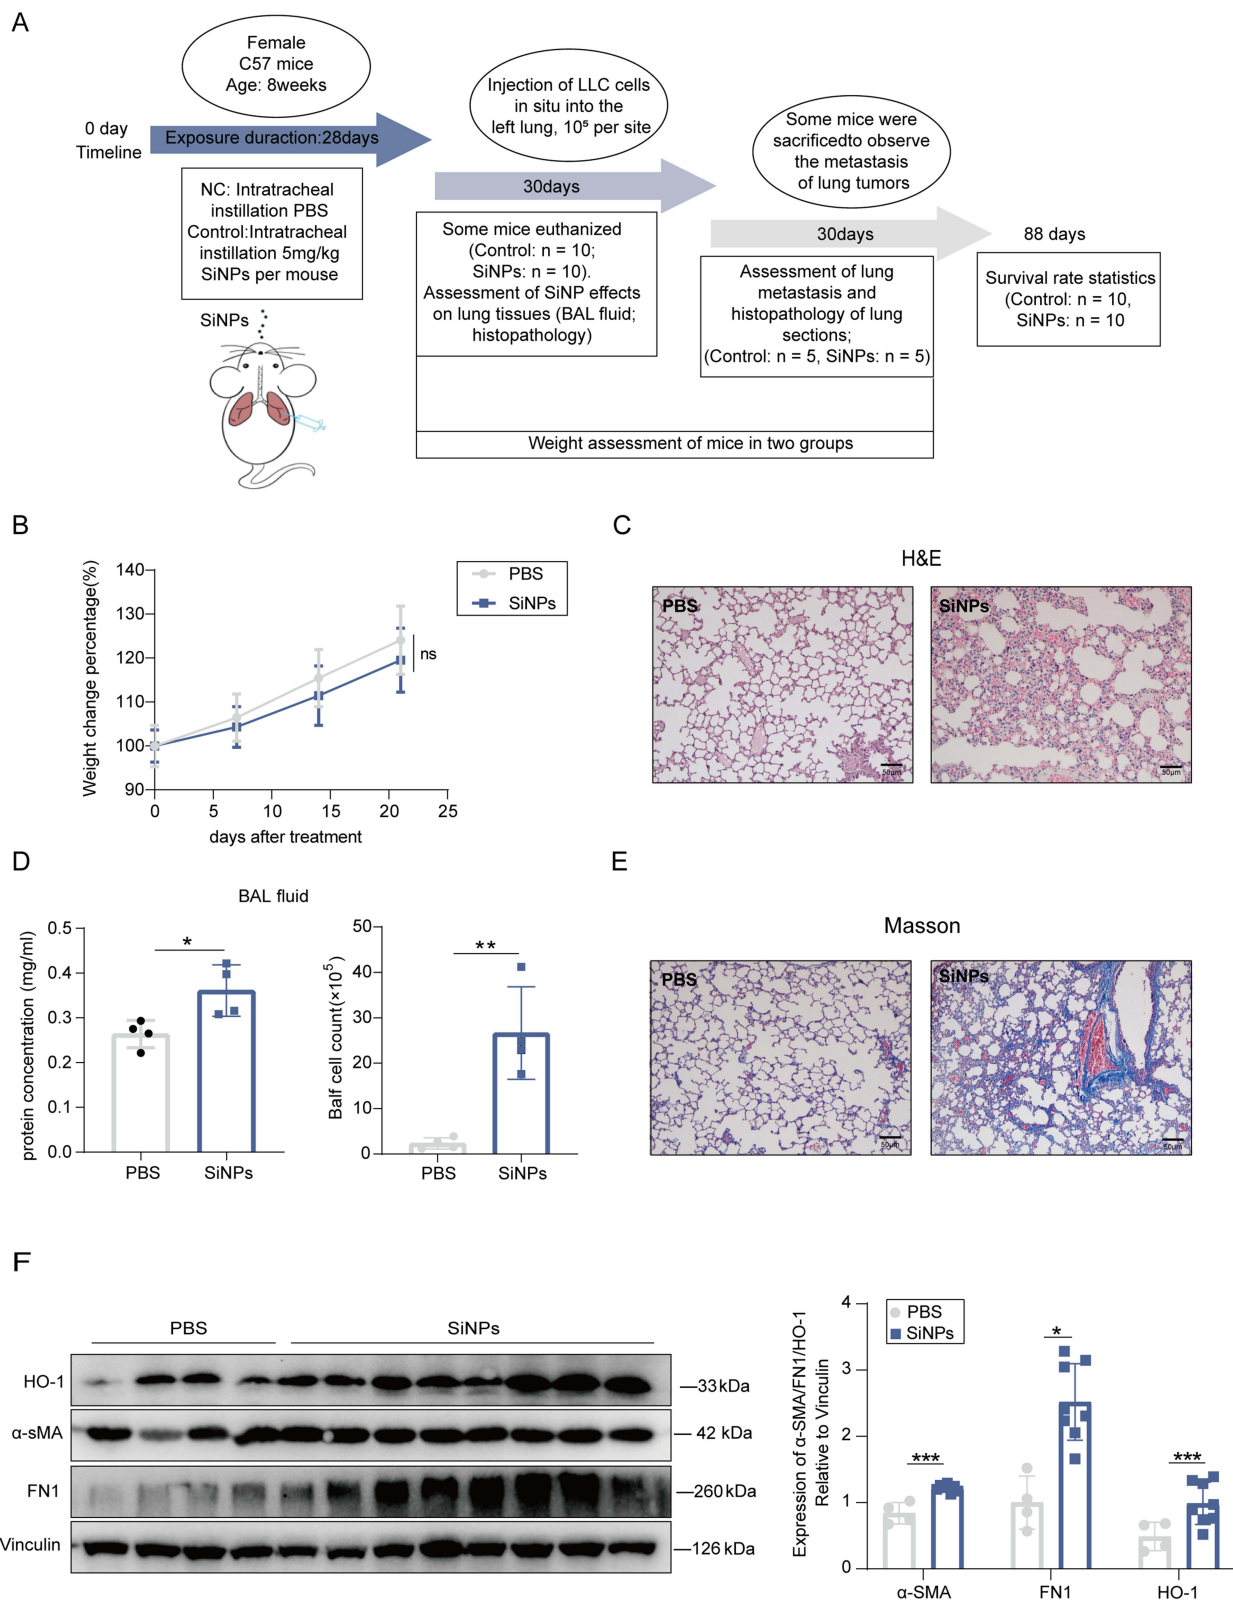 A
Female
C57 mice
Age: 8weeks
0 day
Timeline
Exposure duration:28days
NC: Intratracheal
instillation PBS
Control:Intratracheal
instillation 5mg/kg
SiNPs per mouse
SiNPs
Injection of LLC cells
in situ into the
left lung, 10⁵ per site
30days
Some mice euthanized
(Control: n = 10;
SiNPs: n = 10).
Assessment of SiNP effects
on lung tissues (BAL fluid;
histopathology)
Some mice were
sacrificedto observe
the metastasis
of lung tumors
30days
Assessment of lung
metastasis and
histopathology of lung
sections;
(Control: n = 5, SiNPs: n = 5)
88 days
Survival rate statistics
(Control: n = 10,
SiNPs: n = 10
Weight assessment of mice in two groups
B
Weight change percentage(%)
140
130
120
110
100
90
0 5 10 15 20 25
days after treatment
PBS
SiNPs
ns
C
H&E
PBS
50μm
SiNPs
50μm
D
BAL fluid
protein concentration (mg/ml)
0.5
0.4
0.3
0.2
0.1
0.0
*
PBS SiNPs
Balf cell count(×10⁵)
50
40
30
20
10
0
**
PBS SiNPs
E
Masson
PBS
50μm
SiNPs
50μm
F
PBS SiNPs
HO-1 33kDa
α-sMA 42 kDa
FN1 260kDa
Vinculin 126 kDa
Expression of α-SMA/FN1/HO-1
Relative to Vinculin
4
3
2
1
0
PBS
SiNPs
***
*
***
α-SMA FN1 HO-1